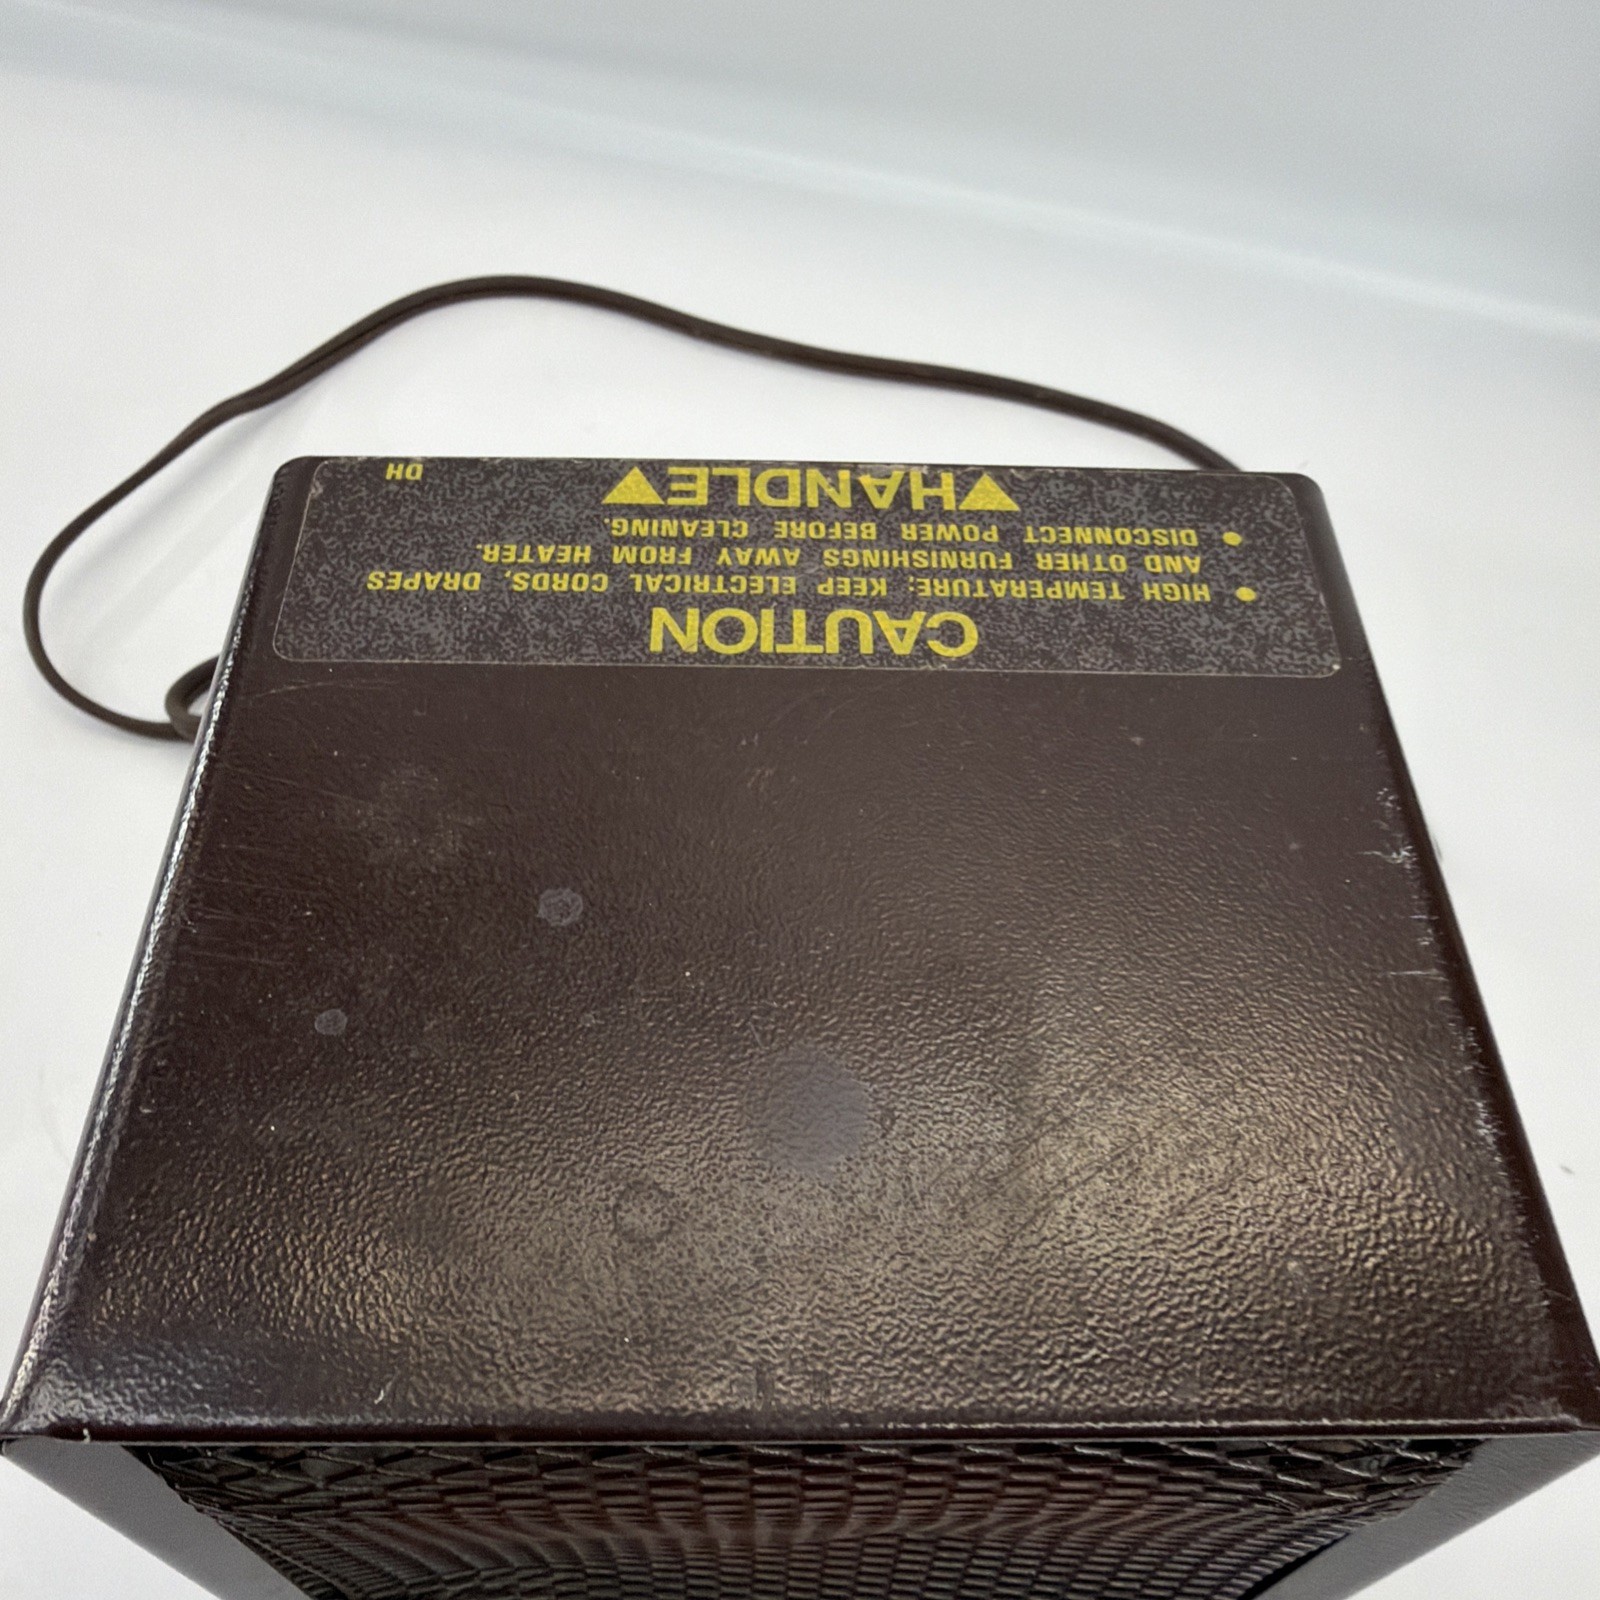 CAUTION
● HIGH TEMPERATURE: KEEP ELECTRICAL CORDS, DRAPES
AND OTHER FURNISHINGS AWAY FROM HEATER.
● DISCONNECT POWER BEFORE CLEANING.
▼HANDLE▼
DH